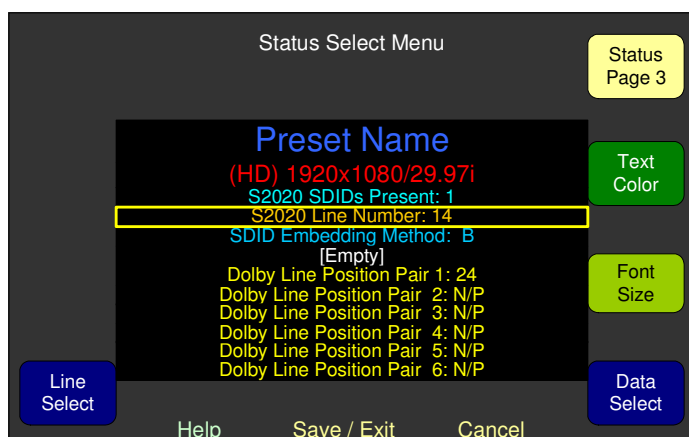 Status Select Menu
Status
Page 3
Preset Name
(HD) 1920x1080/29.97i
S2020 SDIDs Present: 1
S2020 Line Number: 14
SDID Embedding Method: B
[Empty]
Dolby Line Position Pair 1: 24
Dolby Line Position Pair 2: N/P
Dolby Line Position Pair 3: N/P
Dolby Line Position Pair 4: N/P
Dolby Line Position Pair 5: N/P
Dolby Line Position Pair 6: N/P
Text
Color
Font
Size
Line
Select
Data
Select
Help Save / Exit Cancel